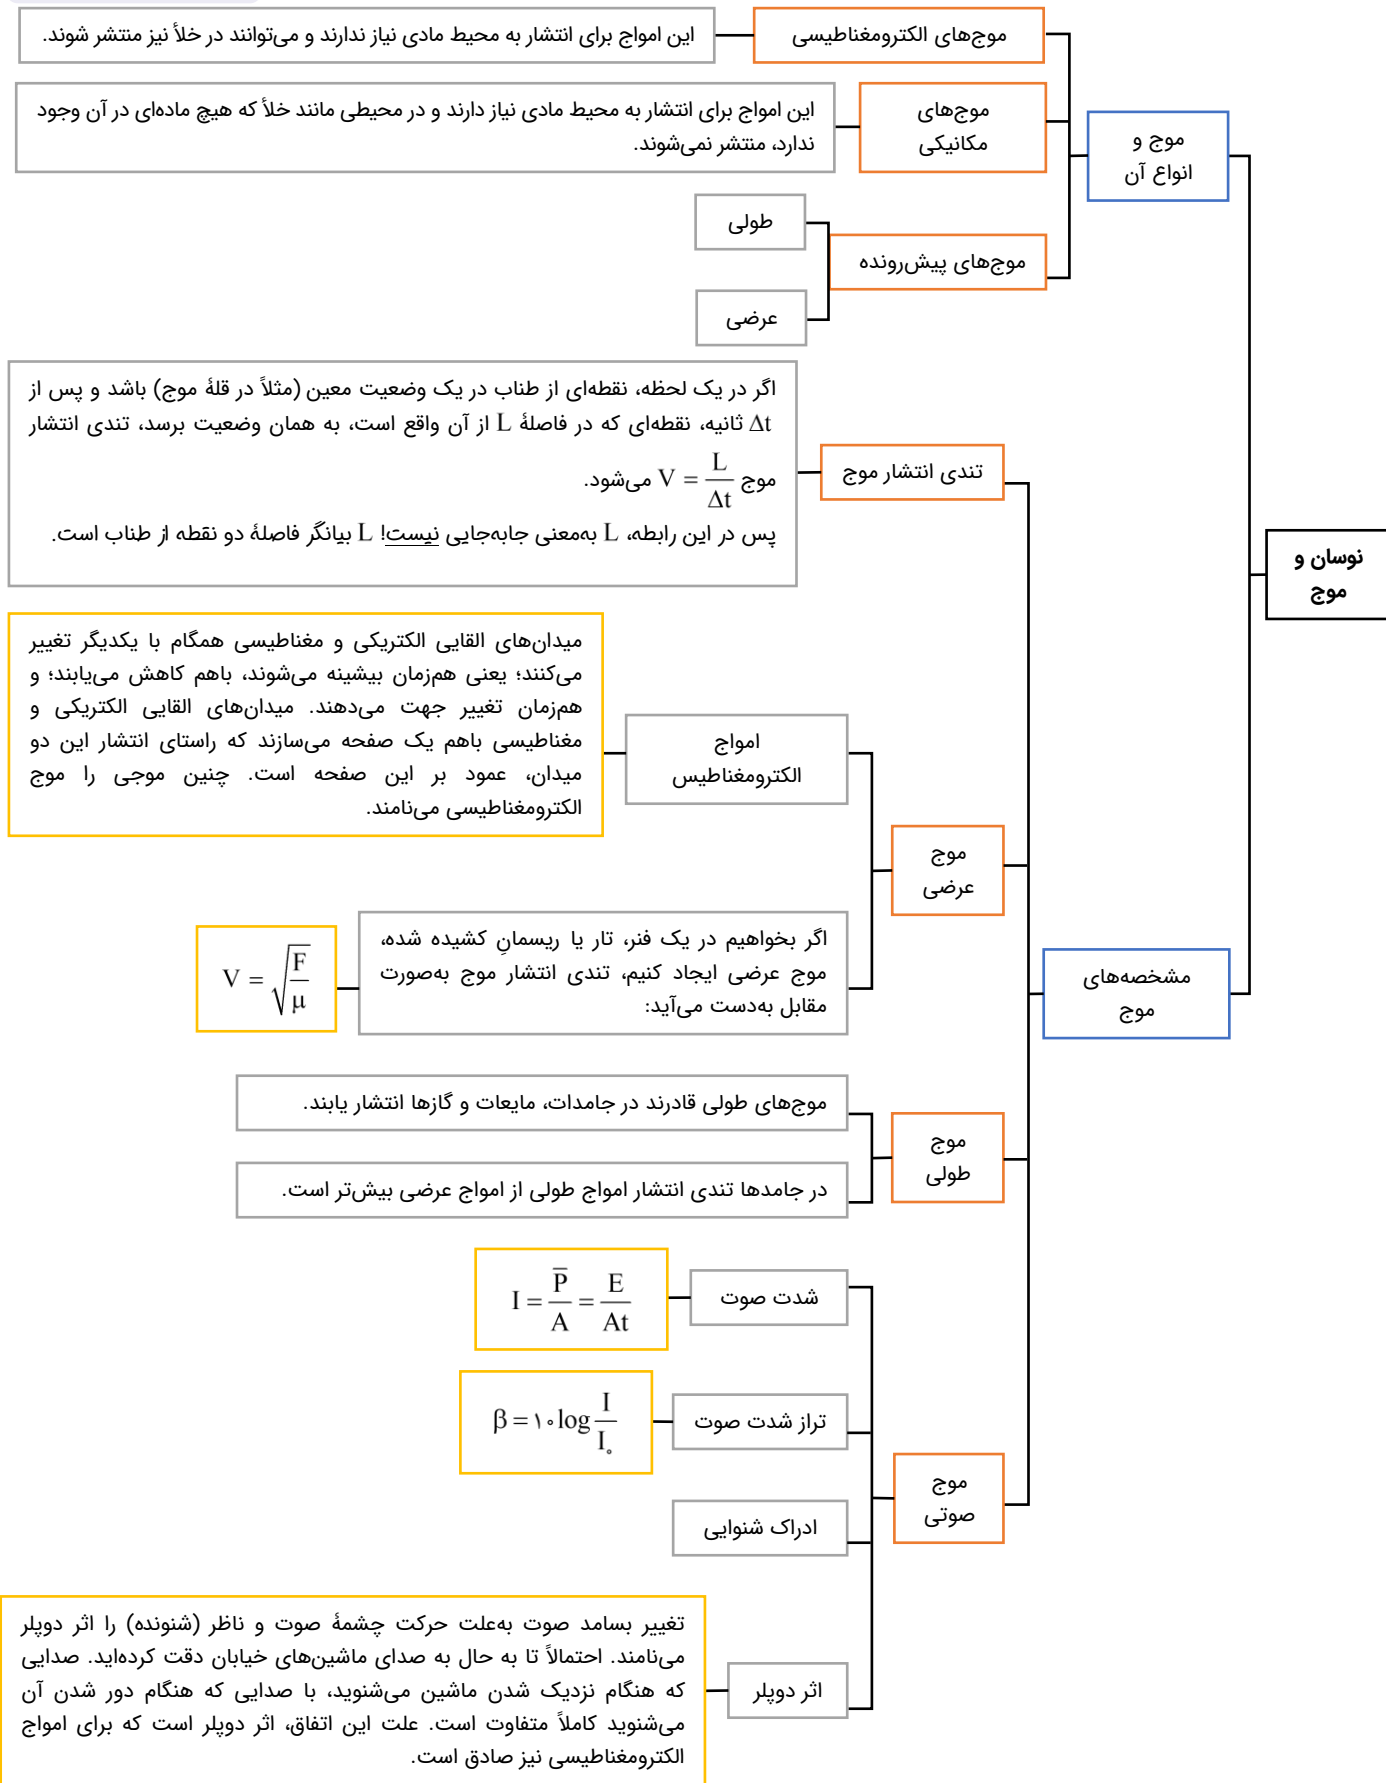 نوسان و
موج
موج و
انواع آن
موج‌های الکترومغناطیسی
این امواج برای انتشار به محیط مادی نیاز ندارند و می‌توانند در خلأ نیز منتشر شوند.
موج‌های
مکانیکی
این امواج برای انتشار به محیط مادی نیاز دارند و در محیطی مانند خلأ که هیچ ماده‌ای در آن وجود
ندارد، منتشر نمی‌شوند.
موج‌های پیش‌رونده
طولی
عرضی
مشخصه‌های
موج
تندی انتشار موج
اگر در یک لحظه، نقطه‌ای از طناب در یک وضعیت معین (مثلاً در قلهٔ موج) باشد و پس از
Δt ثانیه، نقطه‌ای که در فاصلهٔ L از آن واقع است، به همان وضعیت برسد، تندی انتشار
موج V = L/Δt می‌شود.
پس در این رابطه، L به‌معنی جابه‌جایی نیست! L بیانگر فاصلهٔ دو نقطه از طناب است.
موج
عرضی
امواج
الکترومغناطیس
میدان‌های القایی الکتریکی و مغناطیسی همگام با یکدیگر تغییر
می‌کنند؛ یعنی هم‌زمان بیشینه می‌شوند، باهم کاهش می‌یابند؛ و
هم‌زمان تغییر جهت می‌دهند. میدان‌های القایی الکتریکی و
مغناطیسی باهم یک صفحه می‌سازند که راستای انتشار این دو
میدان، عمود بر این صفحه است. چنین موجی را موج
الکترومغناطیسی می‌نامند.
اگر بخواهیم در یک فنر، تار یا ریسمانِ کشیده شده،
موج عرضی ایجاد کنیم، تندی انتشار موج به‌صورت
مقابل به‌دست می‌آید:
V = √(F/μ)
موج
طولی
موج‌های طولی قادرند در جامدات، مایعات و گازها انتشار یابند.
در جامدها تندی انتشار امواج طولی از امواج عرضی بیش‌تر است.
موج
صوتی
شدت صوت
I = P̅/A = E/At
تراز شدت صوت
β = ۱۰ log I/I۰
ادراک شنوایی
اثر دوپلر
تغییر بسامد صوت به‌علت حرکت چشمهٔ صوت و ناظر (شنونده) را اثر دوپلر
می‌نامند. احتمالاً تا به حال به صدای ماشین‌های خیابان دقت کرده‌اید. صدایی
که هنگام نزدیک شدن ماشین می‌شنوید، با صدایی که هنگام دور شدن آن
می‌شنوید کاملاً متفاوت است. علت این اتفاق، اثر دوپلر است که برای امواج
الکترومغناطیسی نیز صادق است.